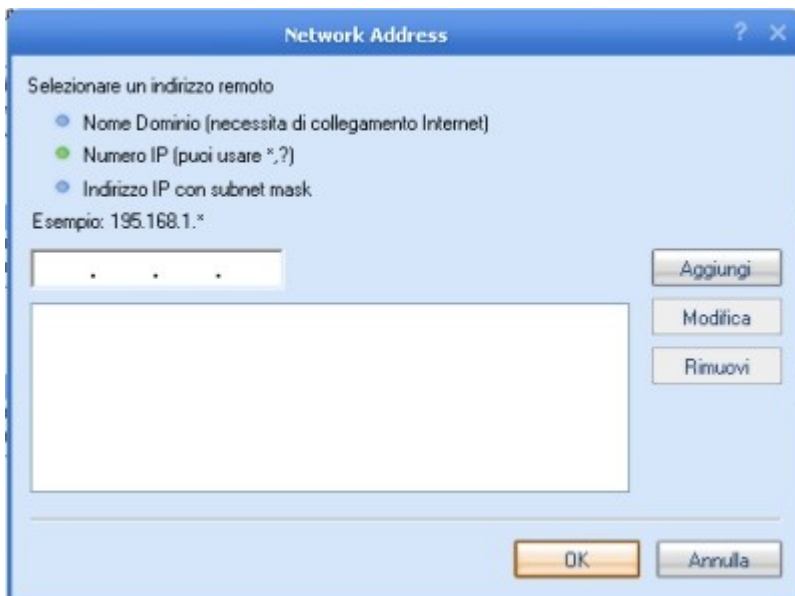 Network Address
Selezionare un indirizzo remoto
Nome Dominio (necessita di collegamento Internet)
Numero IP (puoi usare *,?)
Indirizzo IP con subnet mask
Esempio: 195.168.1.*
. . .
Aggiungi
Modifica
Rimuovi
OK Annulla